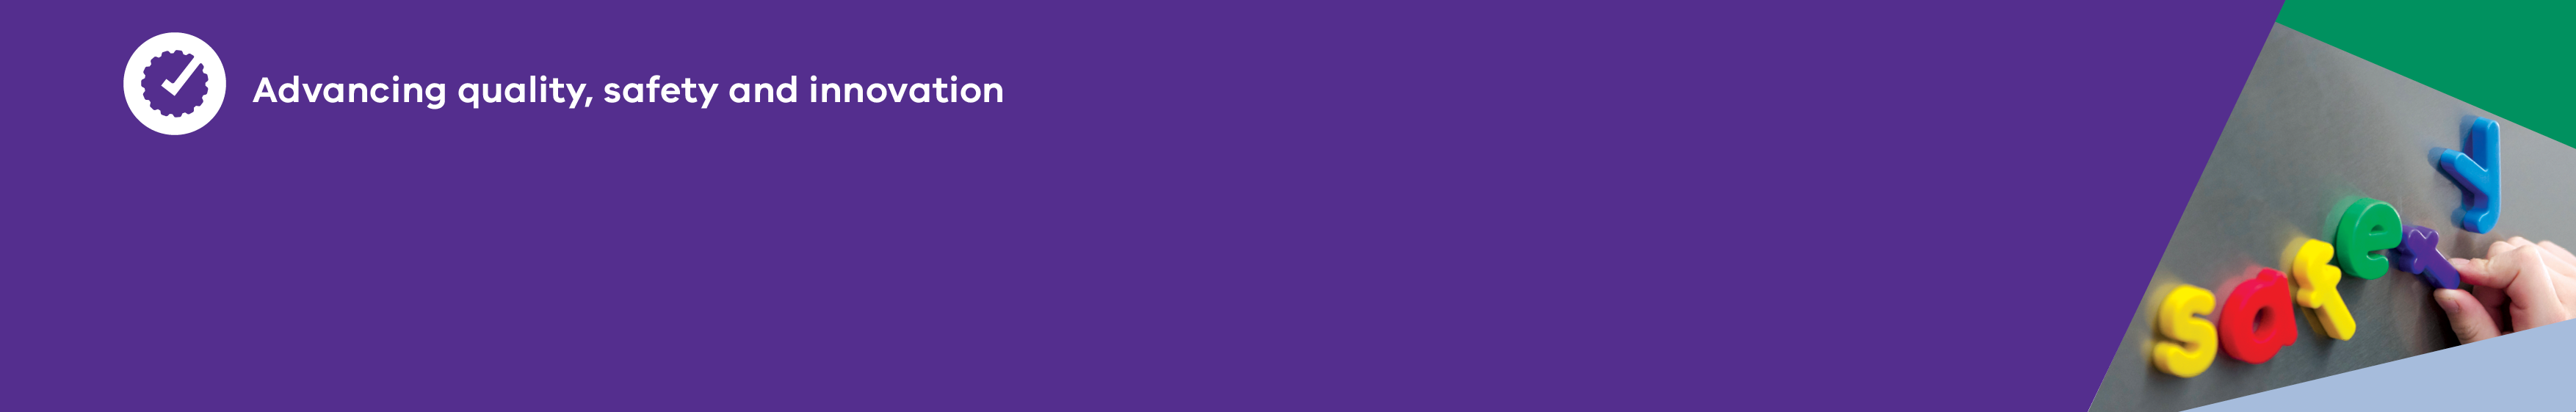 Advancing quality, safety and innovation
safety